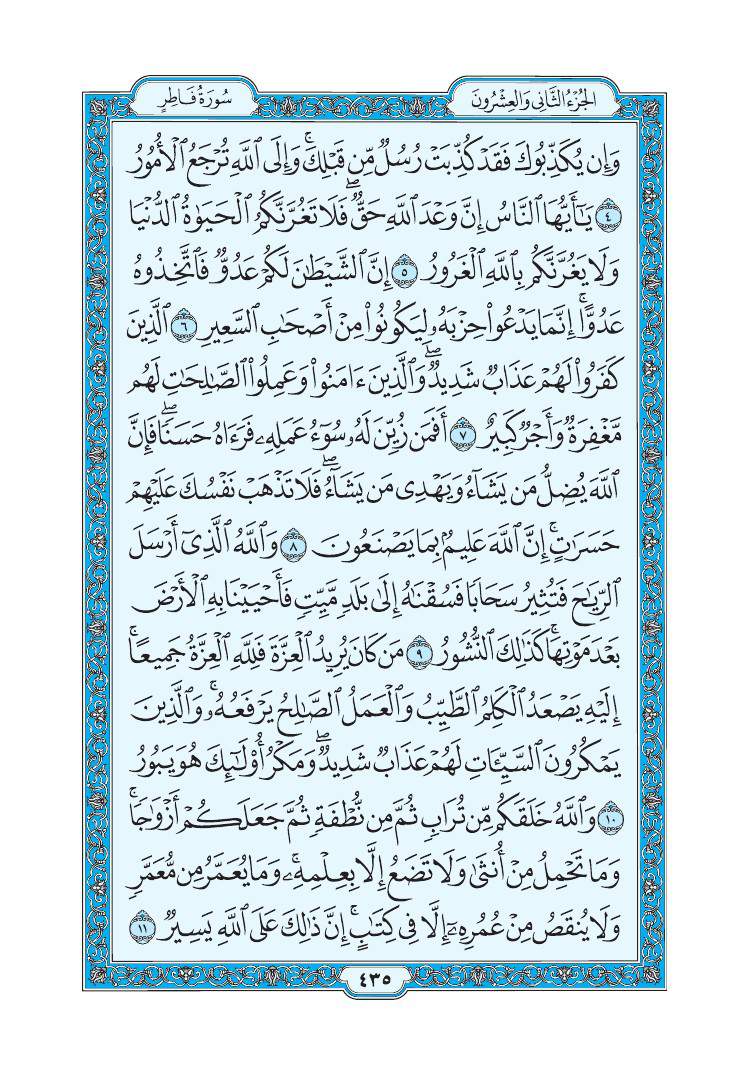 الجُزْءُ الثَّانِي وَالعِشْرُونَ
سُورَةُ فَاطِرٍ
وَإِن يُكَذِّبُوكَ فَقَدْ كُذِّبَتْ رُسُلٌ مِّن قَبْلِكَۚ وَإِلَى ٱللَّهِ تُرْجَعُ ٱلْأُمُورُ
٤ يَـٰٓأَيُّهَا ٱلنَّاسُ إِنَّ وَعْدَ ٱللَّهِ حَقٌّۖ فَلَا تَغُرَّنَّكُمُ ٱلْحَيَوٰةُ ٱلدُّنْيَا
وَلَا يَغُرَّنَّكُم بِٱللَّهِ ٱلْغَرُورُ ٥ إِنَّ ٱلشَّيْطَـٰنَ لَكُمْ عَدُوٌّ فَٱتَّخِذُوهُ
عَدُوًّاۚ إِنَّمَا يَدْعُوا۟ حِزْبَهُۥ لِيَكُونُوا۟ مِنْ أَصْحَـٰبِ ٱلسَّعِيرِ ٦ ٱلَّذِينَ
كَفَرُوا۟ لَهُمْ عَذَابٌ شَدِيدٌۖ وَٱلَّذِينَ ءَامَنُوا۟ وَعَمِلُوا۟ ٱلصَّـٰلِحَـٰتِ لَهُم
مَّغْفِرَةٌ وَأَجْرٌ كَبِيرٌ ٧ أَفَمَن زُيِّنَ لَهُۥ سُوٓءُ عَمَلِهِۦ فَرَءَاهُ حَسَنًاۖ فَإِنَّ
ٱللَّهَ يُضِلُّ مَن يَشَآءُ وَيَهْدِى مَن يَشَآءُۖ فَلَا تَذْهَبْ نَفْسُكَ عَلَيْهِمْ
حَسَرَٰتٍۚ إِنَّ ٱللَّهَ عَلِيمٌۢ بِمَا يَصْنَعُونَ ٨ وَٱللَّهُ ٱلَّذِىٓ أَرْسَلَ
ٱلرِّيَـٰحَ فَتُثِيرُ سَحَابًا فَسُقْنَـٰهُ إِلَىٰ بَلَدٍ مَّيِّتٍ فَأَحْيَيْنَا بِهِ ٱلْأَرْضَ
بَعْدَ مَوْتِهَاۚ كَذَٰلِكَ ٱلنُّشُورُ ٩ مَن كَانَ يُرِيدُ ٱلْعِزَّةَ فَلِلَّهِ ٱلْعِزَّةُ جَمِيعًاۚ
إِلَيْهِ يَصْعَدُ ٱلْكَلِمُ ٱلطَّيِّبُ وَٱلْعَمَلُ ٱلصَّـٰلِحُ يَرْفَعُهُۥۚ وَٱلَّذِينَ
يَمْكُرُونَ ٱلسَّيِّـَٔاتِ لَهُمْ عَذَابٌ شَدِيدٌۖ وَمَكْرُ أُو۟لَـٰٓئِكَ هُوَ يَبُورُ
١٠ وَٱللَّهُ خَلَقَكُم مِّن تُرَابٍ ثُمَّ مِن نُّطْفَةٍ ثُمَّ جَعَلَكُمْ أَزْوَٰجًاۚ
وَمَا تَحْمِلُ مِنْ أُنثَىٰ وَلَا تَضَعُ إِلَّا بِعِلْمِهِۦۚ وَمَا يُعَمَّرُ مِن مُّعَمَّرٍ
وَلَا يُنقَصُ مِنْ عُمُرِهِۦٓ إِلَّا فِى كِتَـٰبٍۚ إِنَّ ذَٰلِكَ عَلَى ٱللَّهِ يَسِيرٌ ١١
٤٣٥